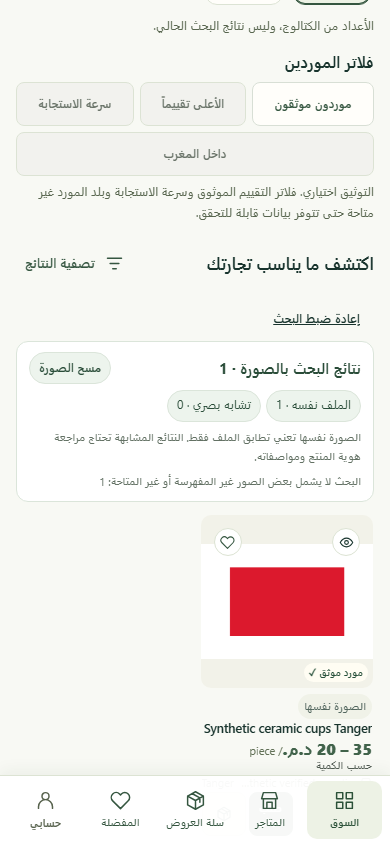 الأعداد من الكتالوج، وليس نتائج البحث الحالي.
فلاتر الموردين
موردون موثقون
الأعلى تقييماً
سرعة الاستجابة
داخل المغرب
التوثيق اختياري. فلاتر التقييم الموثوق وسرعة الاستجابة وبلد المورد غير
متاحة حتى تتوفر بيانات قابلة للتحقق.
اكتشف ما يناسب تجارتك
تصفية النتائج
إعادة ضبط البحث
نتائج البحث بالصورة · 1
مسح الصورة
الملف نفسه · 1
تشابه بصري · 0
الصورة نفسها تعني تطابق الملف فقط. النتائج المشابهة تحتاج مراجعة
هوية المنتج ومواصفاته.
البحث لا يشمل بعض الصور غير المفهرسة أو غير المتاحة: 1
مورد موثق ✓
الصورة نفسها
Synthetic ceramic cups Tanger
35 – 20 د.م./ piece
حسب الكمية
السوق
المتاجر
سلة العروض
المفضلة
حسابي